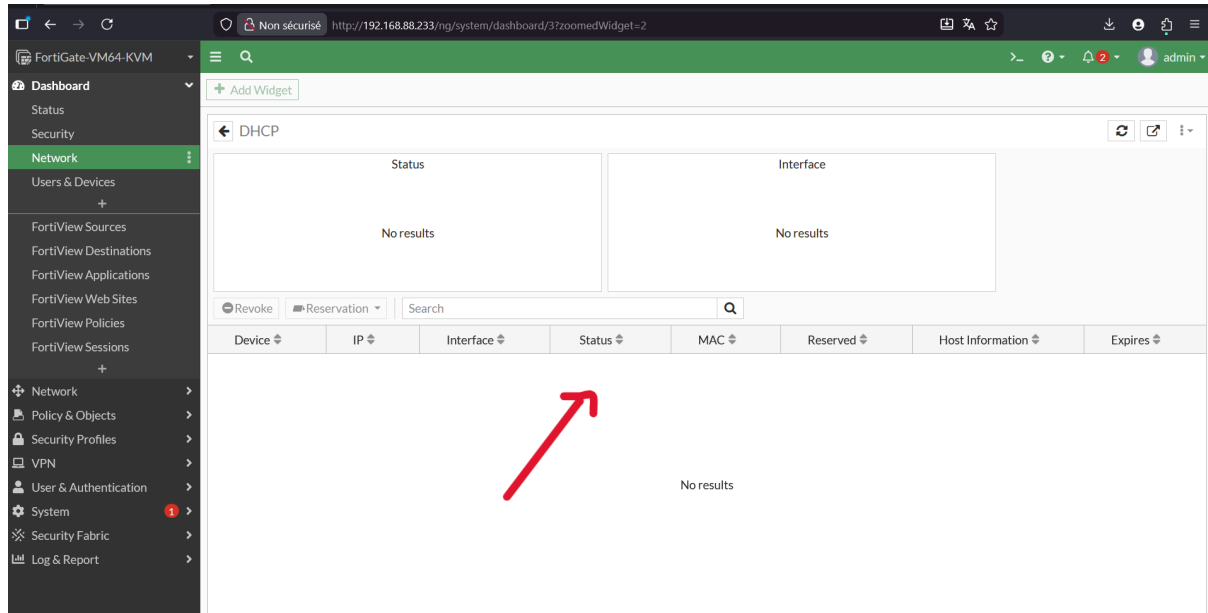 Non sécurisé http://192.168.88.233/ng/system/dashboard/3?zoomedWidget=2
FortiGate-VM64-KVM
>_ ? 2 admin
Dashboard
Status
Security
Network
Users & Devices
+
FortiView Sources
FortiView Destinations
FortiView Applications
FortiView Web Sites
FortiView Policies
FortiView Sessions
+
Network
Policy & Objects
Security Profiles
VPN
User & Authentication
System 1
Security Fabric
Log & Report
+ Add Widget
DHCP
Status
No results
Interface
No results
Revoke Reservation Search
Device IP Interface Status MAC Reserved Host Information Expires
No results